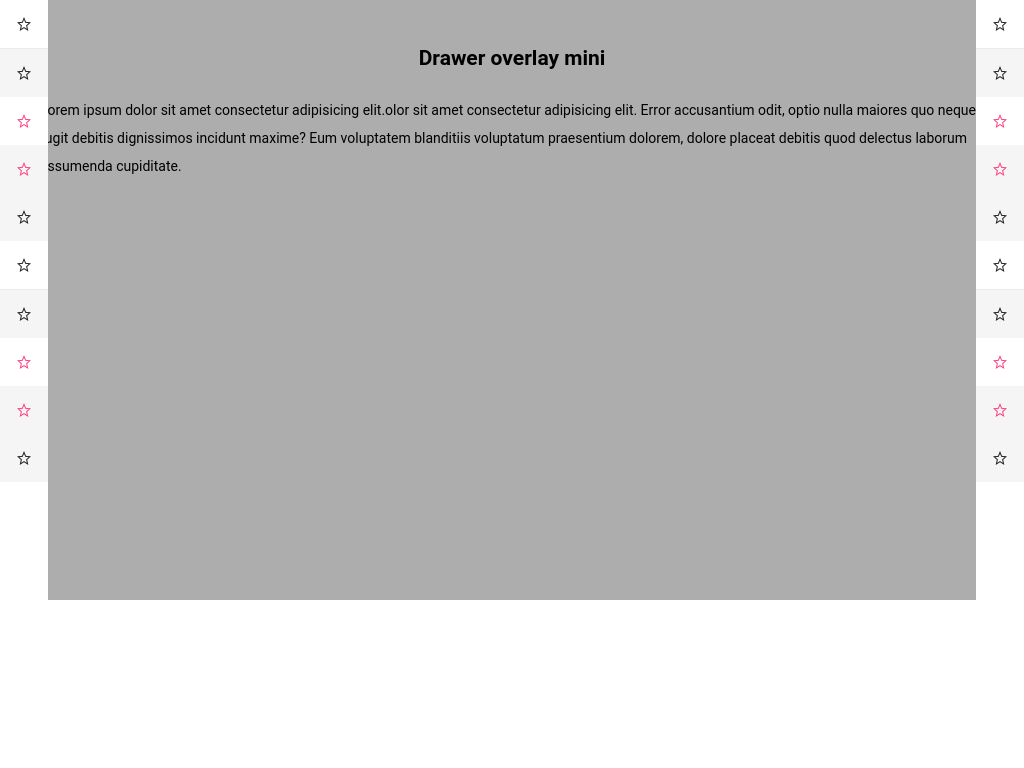 Drawer overlay mini
orem ipsum dolor sit amet consectetur adipisicing elit.olor sit amet consectetur adipisicing elit. Error accusantium odit, optio nulla maiores quo neque
ugit debitis dignissimos incidunt maxime? Eum voluptatem blanditiis voluptatum praesentium dolorem, dolore placeat debitis quod delectus laborum
ssumenda cupiditate.